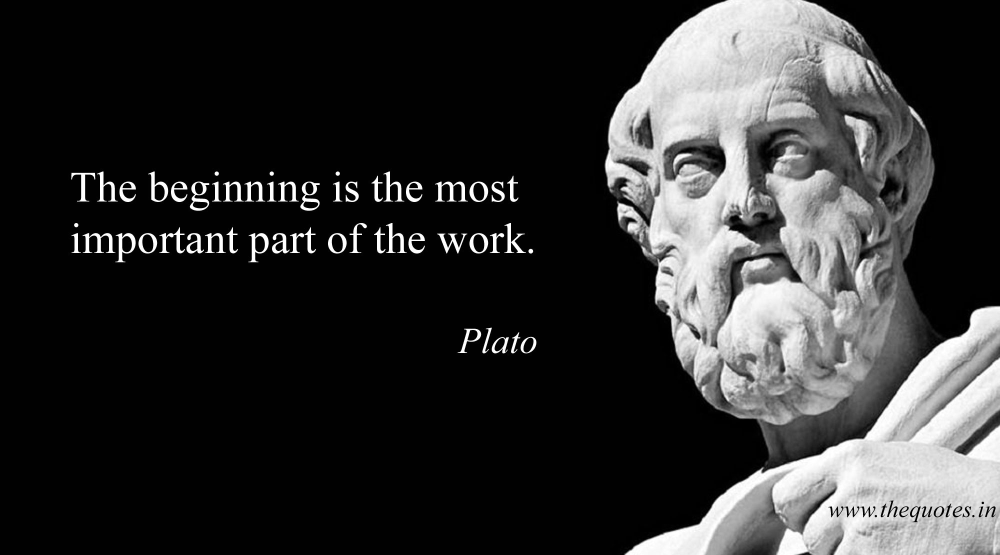 The beginning is the most
important part of the work.
Plato
www.thequotes.in